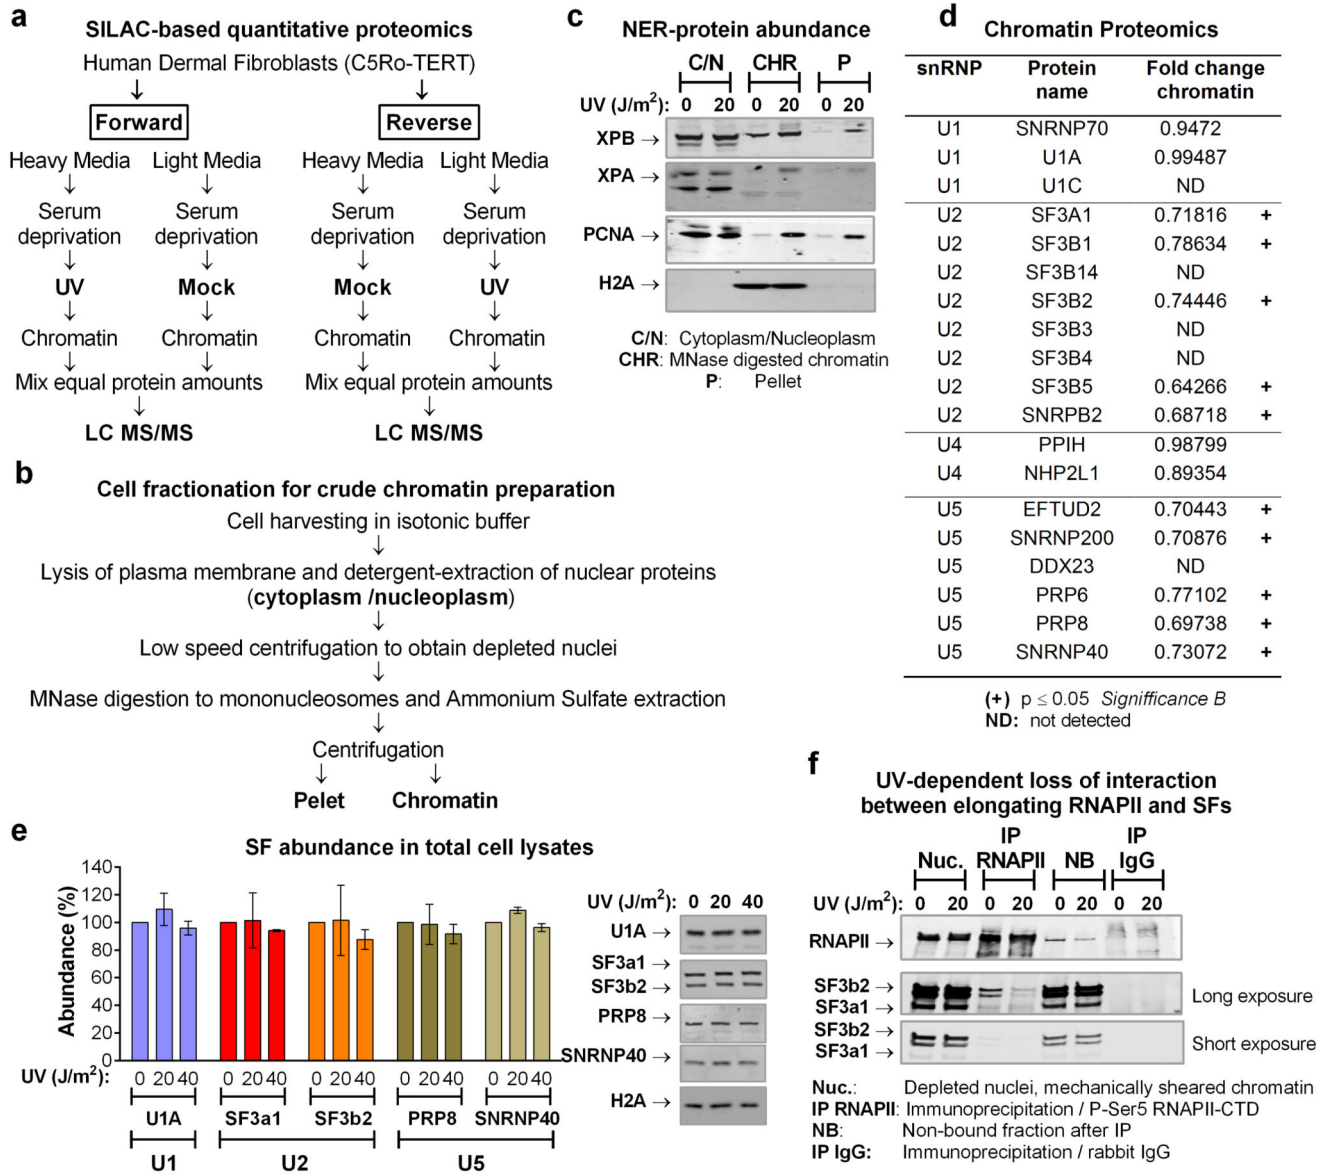 a
SILAC-based quantitative proteomics
Human Dermal Fibroblasts (C5Ro-TERT)
Forward Reverse
Heavy Media Light Media Heavy Media Light Media
Serum deprivation Serum deprivation Serum deprivation Serum deprivation
UV Mock Mock UV
Chromatin Chromatin Chromatin Chromatin
Mix equal protein amounts Mix equal protein amounts
LC MS/MS LC MS/MS
b
Cell fractionation for crude chromatin preparation
Cell harvesting in isotonic buffer
Lysis of plasma membrane and detergent-extraction of nuclear proteins
(cytoplasm /nucleoplasm)
Low speed centrifugation to obtain depleted nuclei
MNase digestion to mononucleosomes and Ammonium Sulfate extraction
Centrifugation
Pelet Chromatin
c
NER-protein abundance
C/N CHR P
UV (J/m²): 0 20 0 20 0 20
XPB →
XPA →
PCNA →
H2A →
C/N: Cytoplasm/Nucleoplasm
CHR: MNase digested chromatin
P: Pellet
d
Chromatin Proteomics
snRNP Protein name Fold change chromatin
U1 SNRNP70 0.9472
U1 U1A 0.99487
U1 U1C ND
U2 SF3A1 0.71816 +
U2 SF3B1 0.78634 +
U2 SF3B14 ND
U2 SF3B2 0.74446 +
U2 SF3B3 ND
U2 SF3B4 ND
U2 SF3B5 0.64266 +
U2 SNRPB2 0.68718 +
U4 PPIH 0.98799
U4 NHP2L1 0.89354
U5 EFTUD2 0.70443 +
U5 SNRNP200 0.70876 +
U5 DDX23 ND
U5 PRP6 0.77102 +
U5 PRP8 0.69738 +
U5 SNRNP40 0.73072 +
(+) p ≤ 0.05 Signifficance B
ND: not detected
e
SF abundance in total cell lysates
Abundance (%)
140
120
100
80
60
40
20
0
UV (J/m²): 0 20 40 0 20 40 0 20 40 0 20 40 0 20 40
U1A SF3a1 SF3b2 PRP8 SNRNP40
U1 U2 U5
UV (J/m²): 0 20 40
U1A →
SF3a1 →
SF3b2 →
PRP8 →
SNRNP40 →
H2A →
f
UV-dependent loss of interaction
between elongating RNAPII and SFs
Nuc. IP RNAPII NB IP IgG
UV (J/m²): 0 20 0 20 0 20 0 20
RNAPII →
SF3b2 →
SF3a1 →
Long exposure
SF3b2 →
SF3a1 →
Short exposure
Nuc.: Depleted nuclei, mechanically sheared chromatin
IP RNAPII: Immunoprecipitation / P-Ser5 RNAPII-CTD
NB: Non-bound fraction after IP
IP IgG: Immunoprecipitation / rabbit IgG